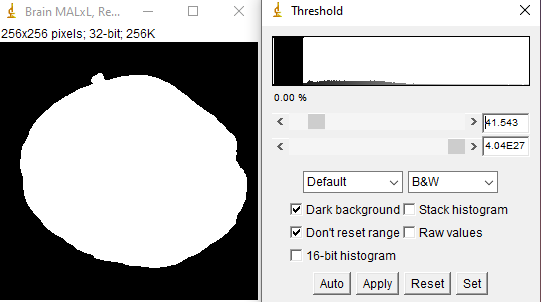 Brain MALxL, Re...
256x256 pixels; 32-bit; 256K
Threshold
0.00 %
41.543
4.04E27
Default
B&W
Dark background
Stack histogram
Don't reset range
Raw values
16-bit histogram
Auto
Apply
Reset
Set